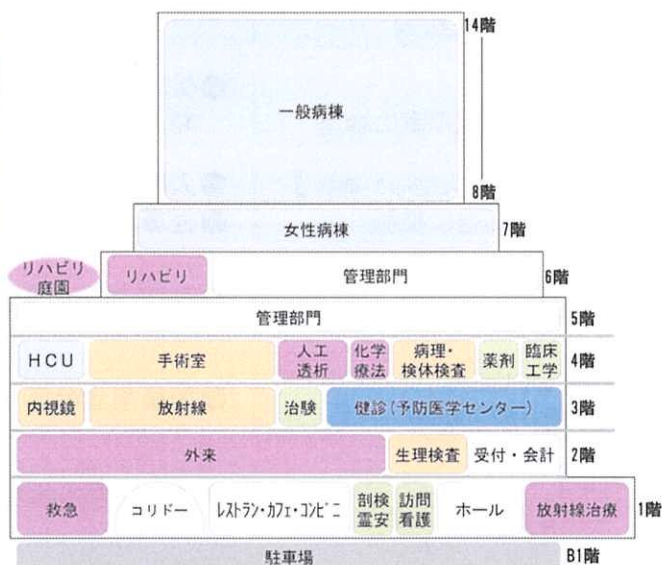 14階
一般病棟
8階
女性病棟
7階
リハビリ
庭園
リハビリ
管理部門
6階
管理部門
5階
HCU
手術室
人工
透析
化学
療法
病理・
検体検査
薬剤
臨床
工学
4階
内視鏡
放射線
治験
健診(予防医学センター)
3階
外来
生理検査
受付・会計
2階
救急
コリドー
レストラン・カフェ・コンビニ
剖検
霊安
訪問
看護
ホール
放射線治療
1階
駐車場
B1階